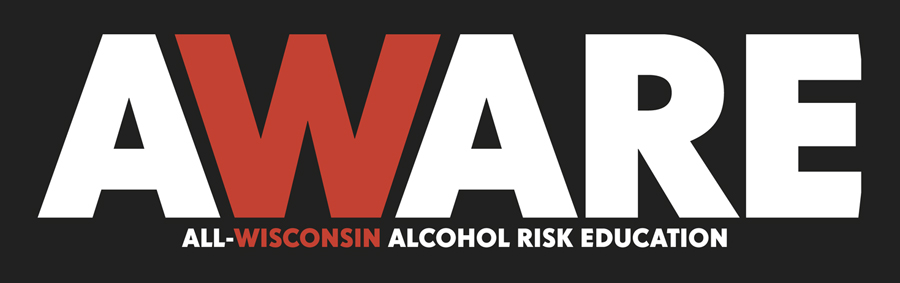 AWARE
ALL-WISCONSIN ALCOHOL RISK EDUCATION